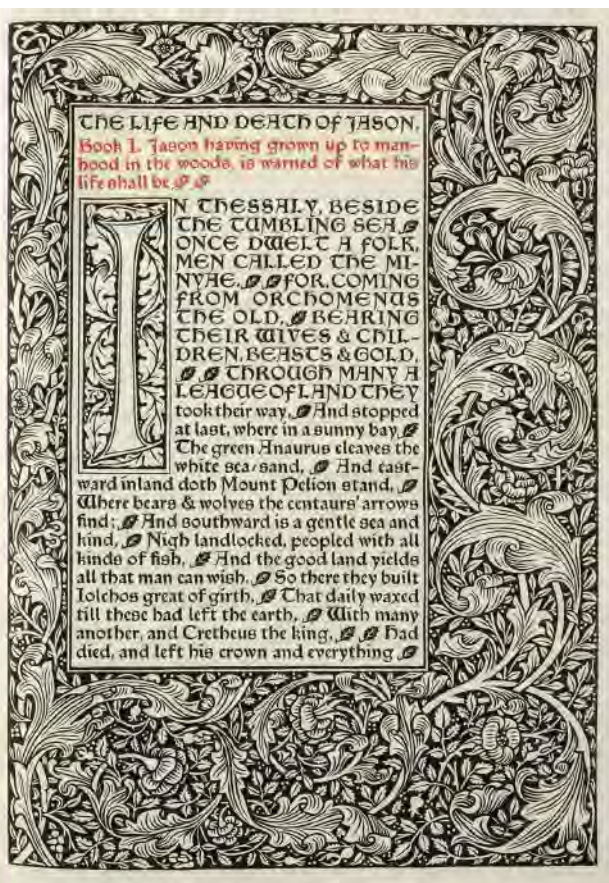 THE LIFE AND DEATH OF JASON.
Book I. Jason having grown up to man-
hood in the woods, is warned of what his
life shall be
IN THESSALY, BESIDE
THE TUMBLING SEA,
ONCE DWELT A FOLK,
MEN CALLED THE MI-
NYAE, FOR, COMING
FROM ORCHOMENUS
THE OLD, BEARING
THEIR WIVES & CHIL-
DREN, BEASTS & GOLD,
THROUGH MANY A
LEAGUE OF LAND THEY
took their way, And stopped
at last, where in a sunny bay
The green Anaurus cleaves the
white sea-sand, And east-
ward inland doth Mount Pelion stand,
Where bears & wolves the centaurs' arrows
find; And southward is a gentle sea and
kind, Nigh landlocked, peopled with all
kinds of fish, And the good land yields
all that man can wish. So there they built
Iolchos great of girth, That daily waxed
till these had left the earth, With many
another, and Cretheus the king, Had
died, and left his crown and everything